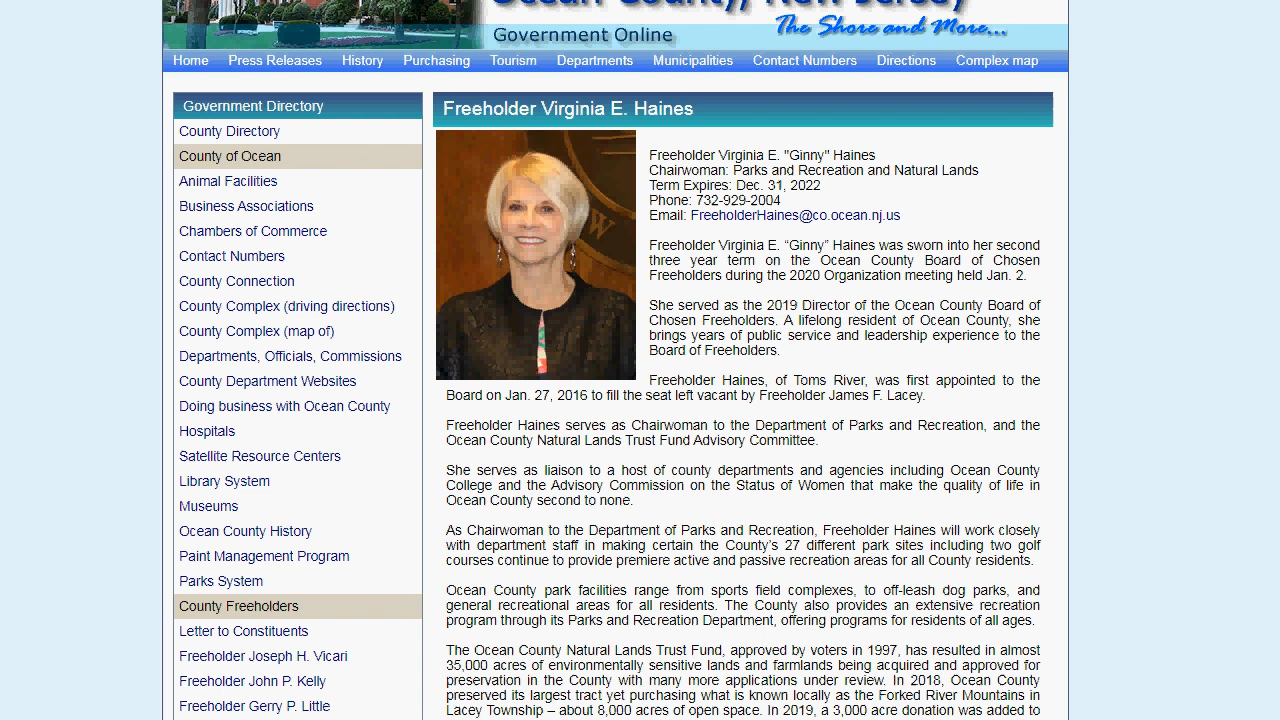 Ocean County, New Jersey
Government Online
The Shore and More...
Home Press Releases History Purchasing Tourism Departments Municipalities Contact Numbers Directions Complex map
Government Directory
County Directory
County of Ocean
Animal Facilities
Business Associations
Chambers of Commerce
Contact Numbers
County Connection
County Complex (driving directions)
County Complex (map of)
Departments, Officials, Commissions
County Department Websites
Doing business with Ocean County
Hospitals
Satellite Resource Centers
Library System
Museums
Ocean County History
Paint Management Program
Parks System
County Freeholders
Letter to Constituents
Freeholder Joseph H. Vicari
Freeholder John P. Kelly
Freeholder Gerry P. Little
Freeholder Virginia E. Haines
Freeholder Virginia E. "Ginny" Haines
Chairwoman: Parks and Recreation and Natural Lands
Term Expires: Dec. 31, 2022
Phone: 732-929-2004
Email: FreeholderHaines@co.ocean.nj.us
Freeholder Virginia E. “Ginny” Haines was sworn into her second
three year term on the Ocean County Board of Chosen
Freeholders during the 2020 Organization meeting held Jan. 2.
She served as the 2019 Director of the Ocean County Board of
Chosen Freeholders. A lifelong resident of Ocean County, she
brings years of public service and leadership experience to the
Board of Freeholders.
Freeholder Haines, of Toms River, was first appointed to the
Board on Jan. 27, 2016 to fill the seat left vacant by Freeholder James F. Lacey.
Freeholder Haines serves as Chairwoman to the Department of Parks and Recreation, and the
Ocean County Natural Lands Trust Fund Advisory Committee.
She serves as liaison to a host of county departments and agencies including Ocean County
College and the Advisory Commission on the Status of Women that make the quality of life in
Ocean County second to none.
As Chairwoman to the Department of Parks and Recreation, Freeholder Haines will work closely
with department staff in making certain the County’s 27 different park sites including two golf
courses continue to provide premiere active and passive recreation areas for all County residents.
Ocean County park facilities range from sports field complexes, to off-leash dog parks, and
general recreational areas for all residents. The County also provides an extensive recreation
program through its Parks and Recreation Department, offering programs for residents of all ages.
The Ocean County Natural Lands Trust Fund, approved by voters in 1997, has resulted in almost
35,000 acres of environmentally sensitive lands and farmlands being acquired and approved for
preservation in the County with many more applications under review. In 2018, Ocean County
preserved its largest tract yet purchasing what is known locally as the Forked River Mountains in
Lacey Township – about 8,000 acres of open space. In 2019, a 3,000 acre donation was added to